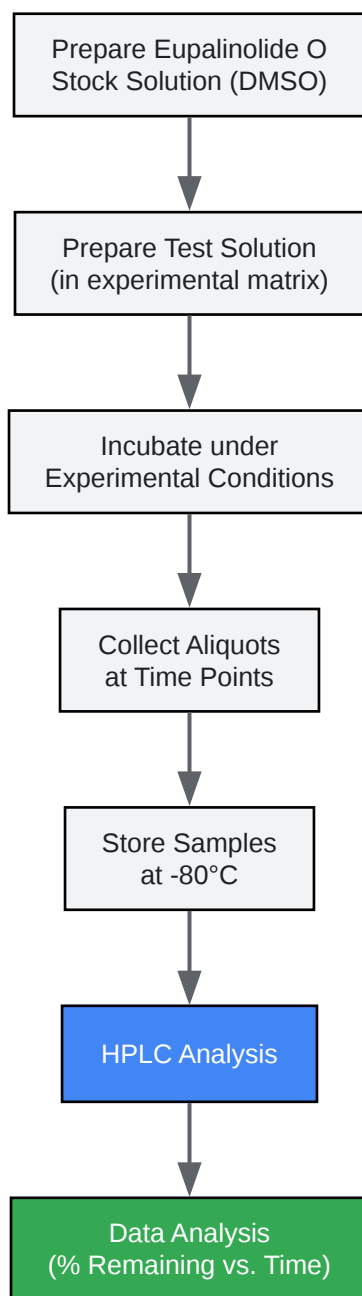 Prepare Eupalinolide O
Stock Solution (DMSO)
Prepare Test Solution
(in experimental matrix)
Incubate under
Experimental Conditions
Collect Aliquots
at Time Points
Store Samples
at -80°C
HPLC Analysis
Data Analysis
(% Remaining vs. Time)